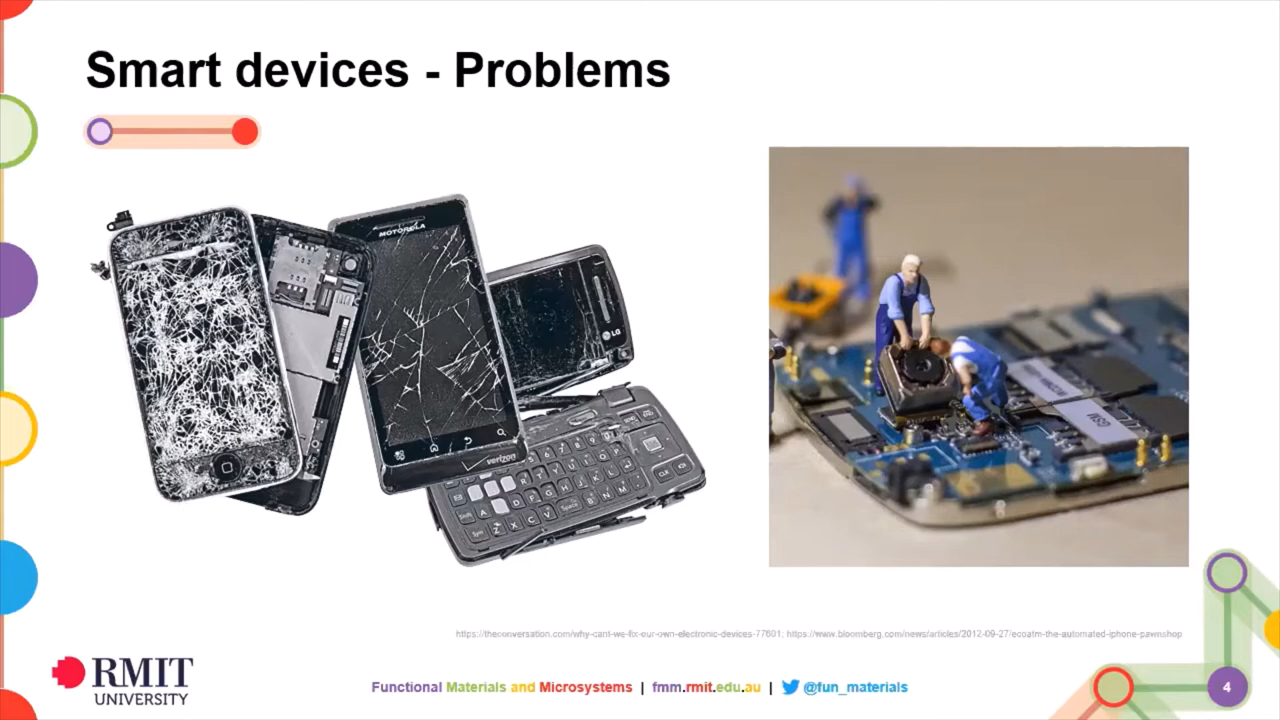 Smart devices - Problems
MOTOROLA
LG
verizon
GSM
https://theconversation.com/why-cant-we-fix-our-own-electronic-devices-77601; https://www.bloomberg.com/news/articles/2012-09-27/ecoatm-the-automated-iphone-pawnshop
RMIT
UNIVERSITY
Functional Materials and Microsystems | fmm.rmit.edu.au | @fun_materials
4